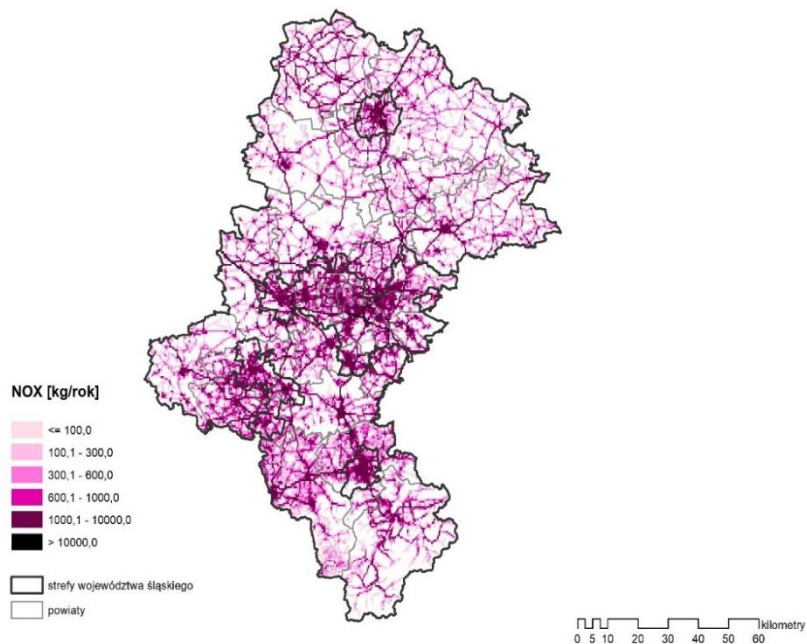 NOX [kg/rok]
<= 100,0
100,1 - 300,0
300,1 - 600,0
600,1 - 1000,0
1000,1 - 10000,0
> 10000,0
strefy województwa śląskiego
powiaty
kilometry
0 5 10 20 30 40 50 60